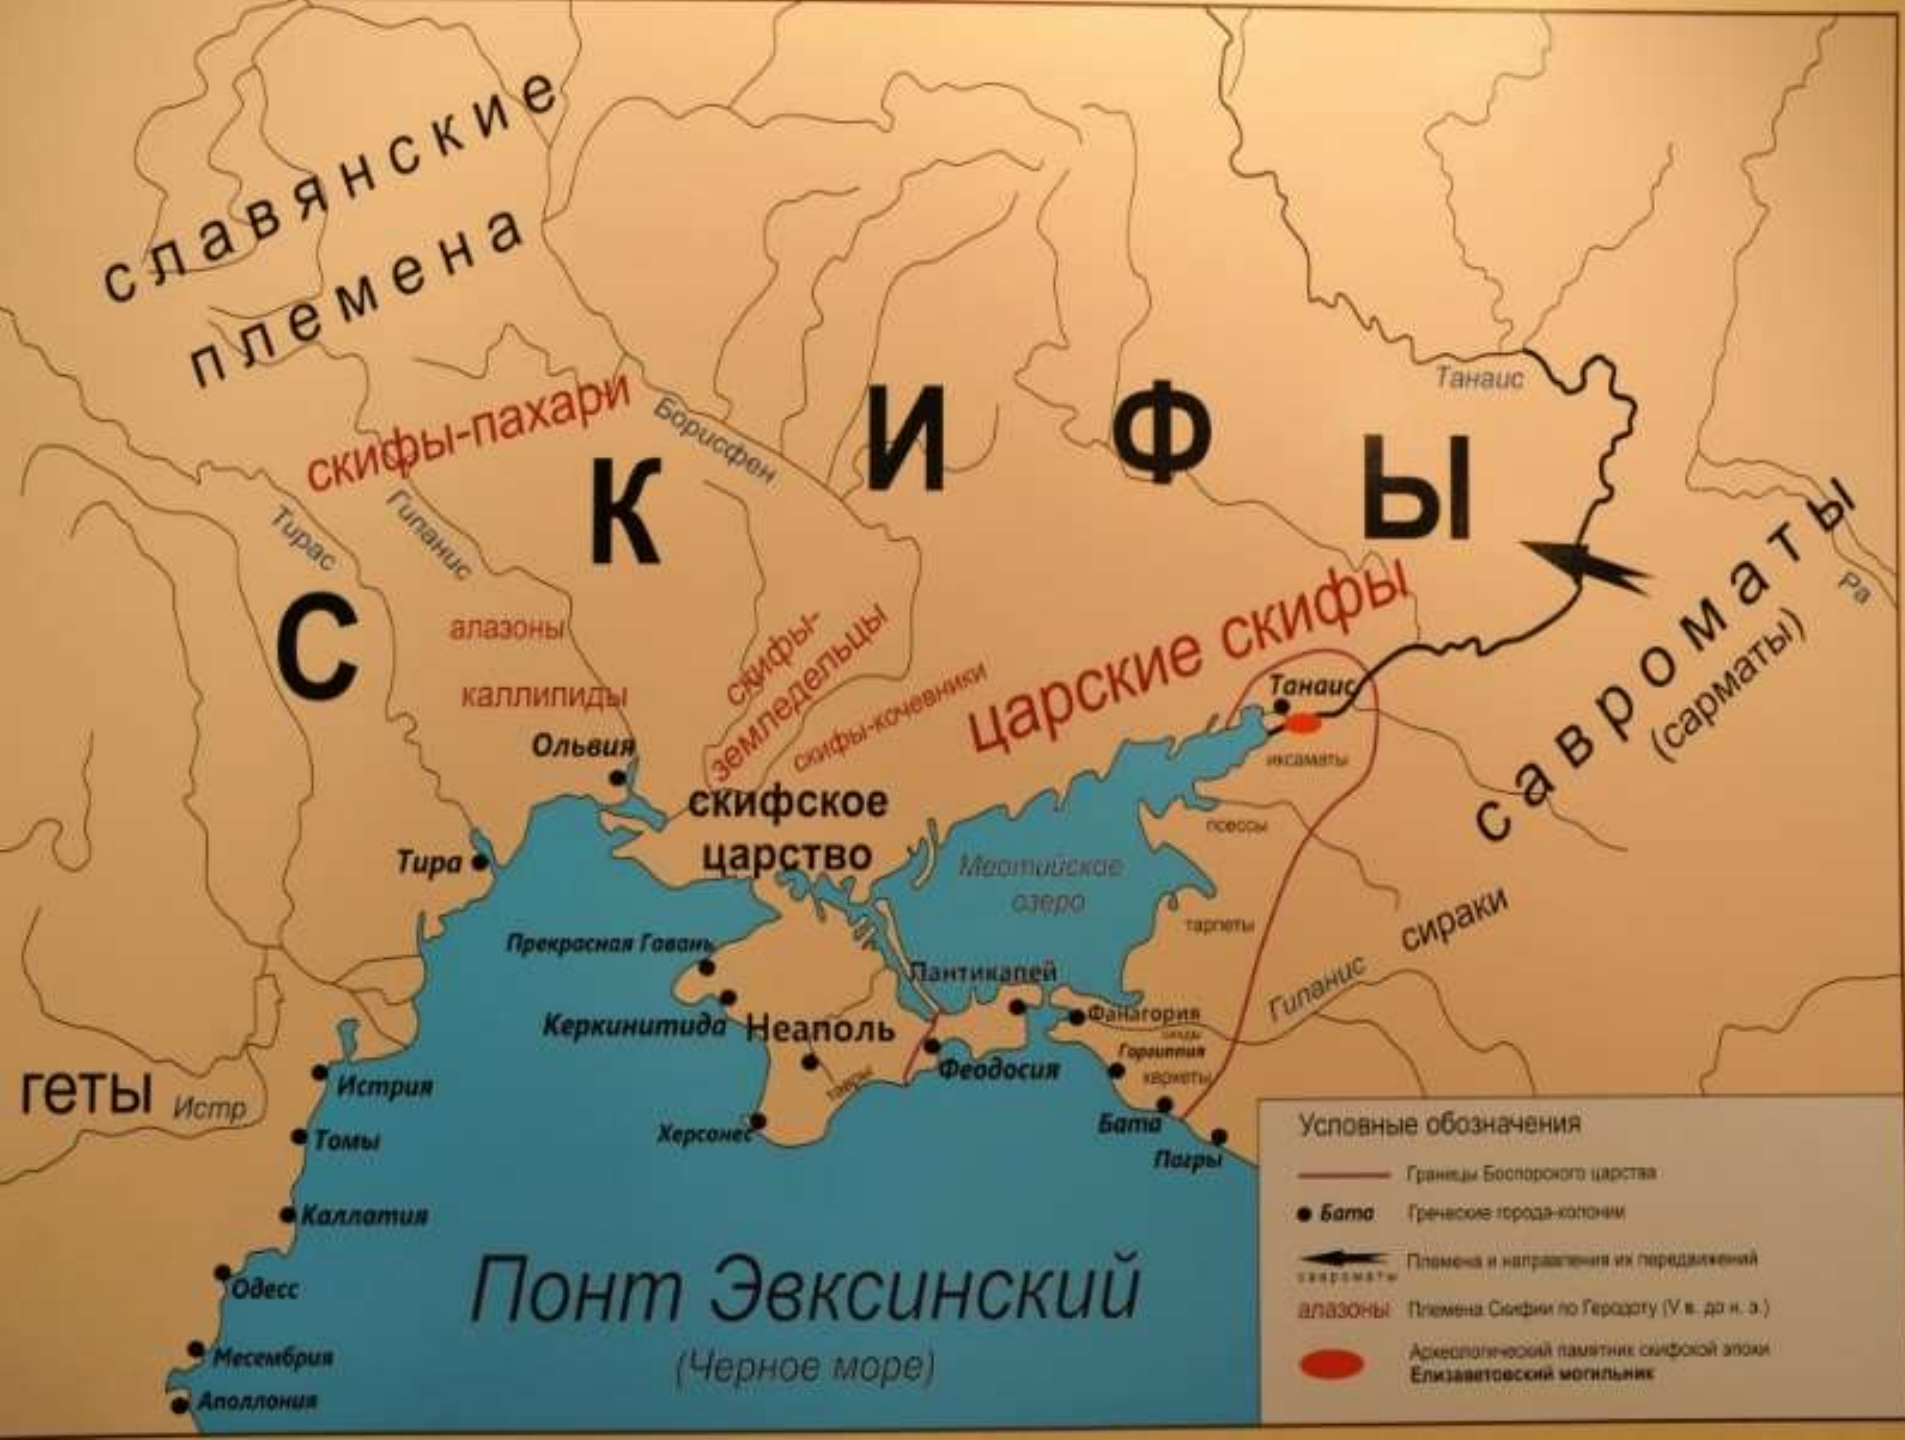 славянские
племена
СКИФЫ
Танаис
скифы-пахари
Борисфен
Гипанис
Тирас
савроматы
(сарматы)
Ра
алазоны
каллипиды
скифы-
земледельцы
скифы-кочевники
царские скифы
Танаис
иксаматы
Ольвия
скифское
царство
псессы
Тира
Меотийское
озеро
тарпеты
сираки
Гипанис
Прекрасная Гавань
Пантикапей
Керкинитида
Неаполь
Фанагория
Горгиппия
Феодосия
тавры
Херсонес
Бата
Пагры
геты
Истр
Истрия
Томы
Каллатия
Одесс
Месембрия
Аполлония
Понт Эвксинский
(Черное море)
Условные обозначения
Границы Боспорского царства
Бата Греческие города-колонии
савроматы Племена и направления их передвижений
алазоны Племена Скифии по Геродоту (V в. до н. э.)
Археологический памятник скифской эпохи
Елизаветовский могильник